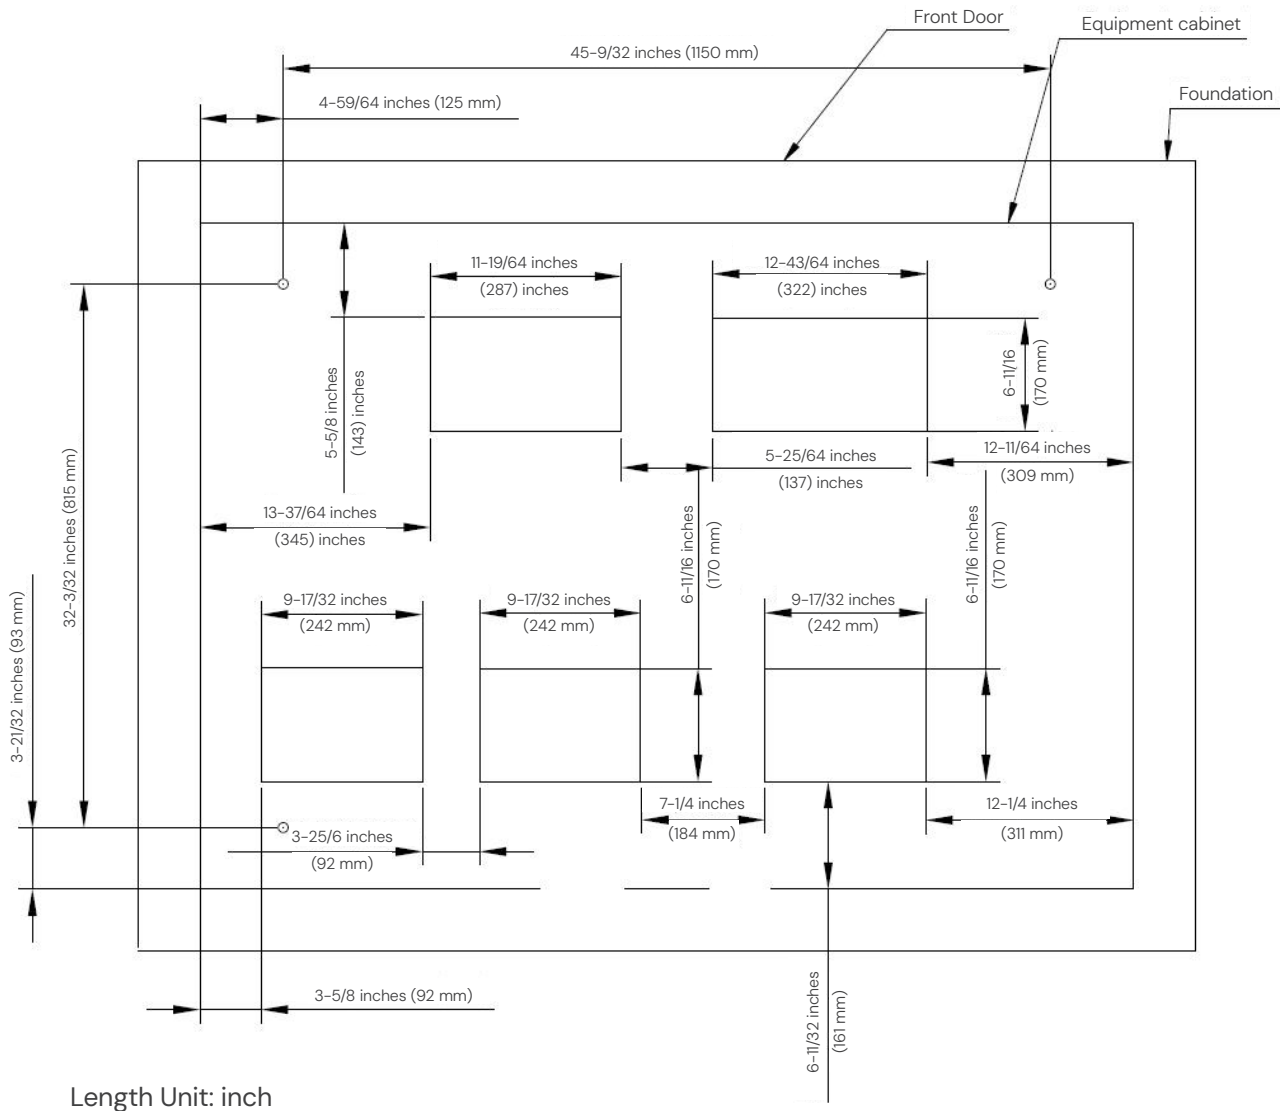 Front Door
Equipment cabinet
45-9/32 inches (1150 mm)
4-59/64 inches (125 mm)
Foundation
11-19/64 inches
(287) inches
12-43/64 inches
(322) inches
5-5/8 inches
(143) inches
6-11/16
(170 mm)
32-3/32 inches (815 mm)
5-25/64 inches
(137) inches
12-11/64 inches
(309 mm)
13-37/64 inches
(345) inches
6-11/16 inches
(170 mm)
6-11/16 inches
(170 mm)
3-21/32 inches (93 mm)
9-17/32 inches
(242 mm)
9-17/32 inches
(242 mm)
9-17/32 inches
(242 mm)
3-25/6 inches
(92 mm)
7-1/4 inches
(184 mm)
12-1/4 inches
(311 mm)
3-5/8 inches (92 mm)
6-11/32 inches
(161 mm)
Length Unit: inch